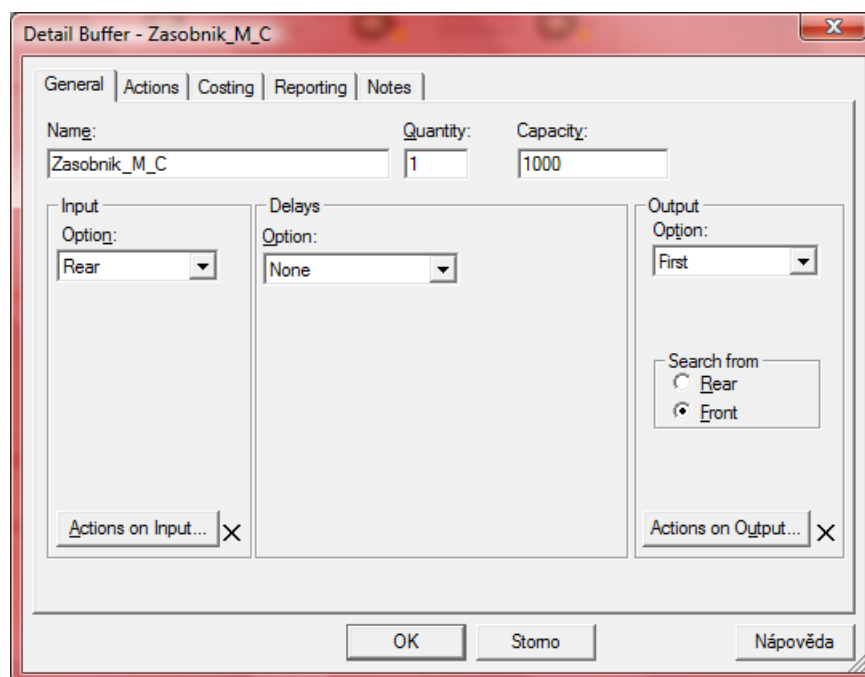 Detail Buffer - Zasobnik_M_C
General Actions Costing Reporting Notes
Name: Quantity: Capacity:
Zasobnik_M_C 1 1000
Input Delays Output
Option: Option: Option:
Rear None First
Search from
Rear
Front
Actions on Input... Actions on Output...
OK Storno Nápověda